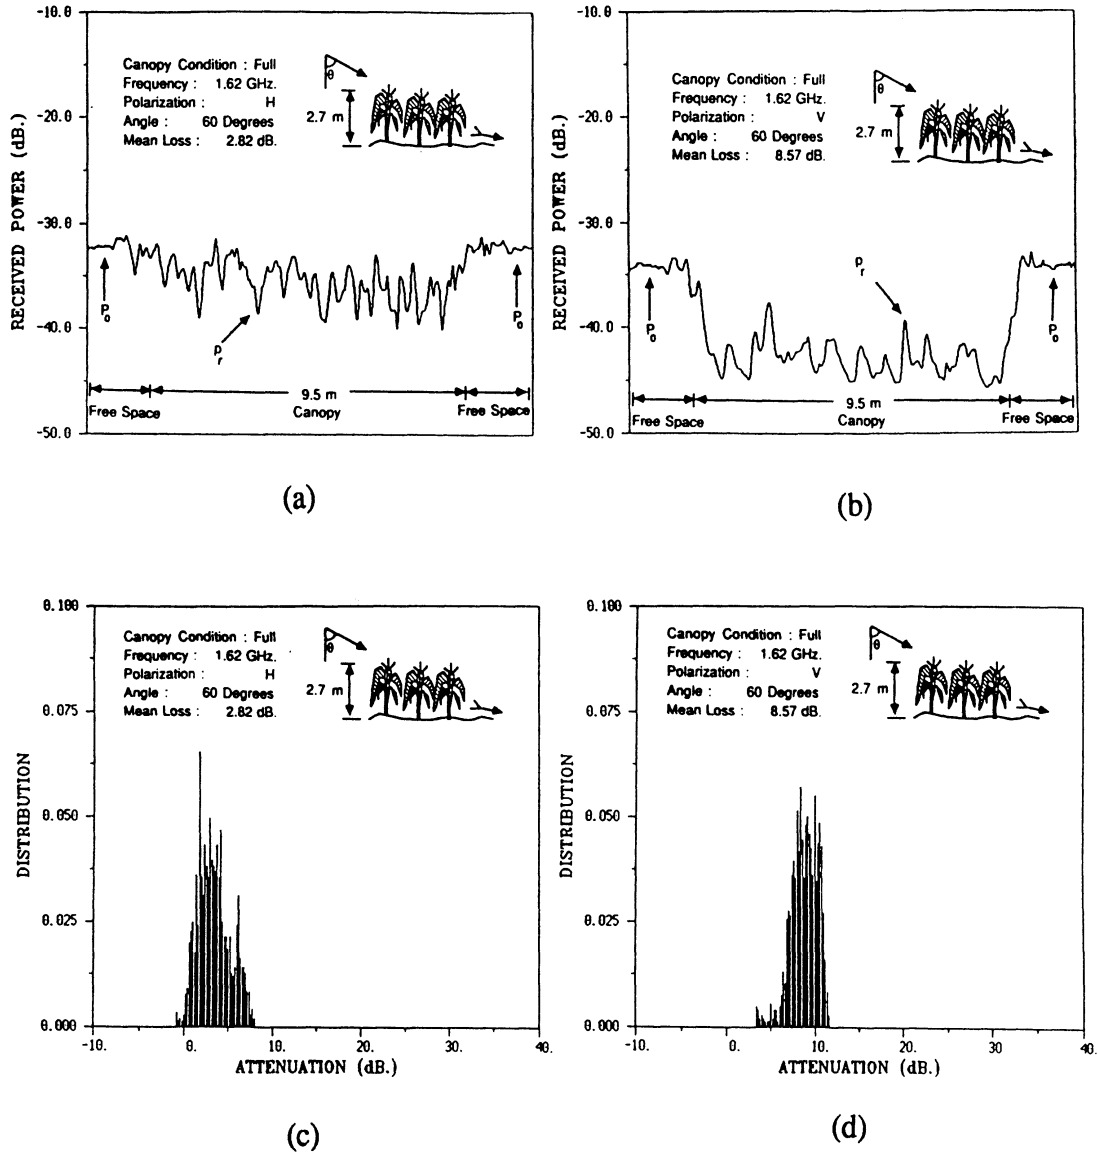 -10.0
-20.0
-30.0
-40.0
-50.0
RECEIVED POWER (dB.)
Canopy Condition : Full
Frequency : 1.62 GHz.
Polarization : H
Angle : 60 Degrees
Mean Loss : 2.82 dB.
θ
2.7 m
P0
Pr
P0
9.5 m
Free Space
Canopy
Free Space
(a)
-10.0
-20.0
-30.0
-40.0
-50.0
RECEIVED POWER (dB.)
Canopy Condition : Full
Frequency : 1.62 GHz.
Polarization : V
Angle : 60 Degrees
Mean Loss : 8.57 dB.
θ
2.7 m
Pr
P0
P0
9.5 m
Free Space
Canopy
Free Space
(b)
0.100
0.075
0.050
0.025
0.000
DISTRIBUTION
Canopy Condition : Full
Frequency : 1.62 GHz.
Polarization : H
Angle : 60 Degrees
Mean Loss : 2.82 dB.
θ
2.7 m
-10. 0. 10. 20. 30. 40.
ATTENUATION (dB.)
(c)
0.100
0.075
0.050
0.025
0.000
DISTRIBUTION
Canopy Condition : Full
Frequency : 1.62 GHz.
Polarization : V
Angle : 60 Degrees
Mean Loss : 8.57 dB.
θ
2.7 m
-10. 0. 10. 20. 30. 40.
ATTENUATION (dB.)
(d)